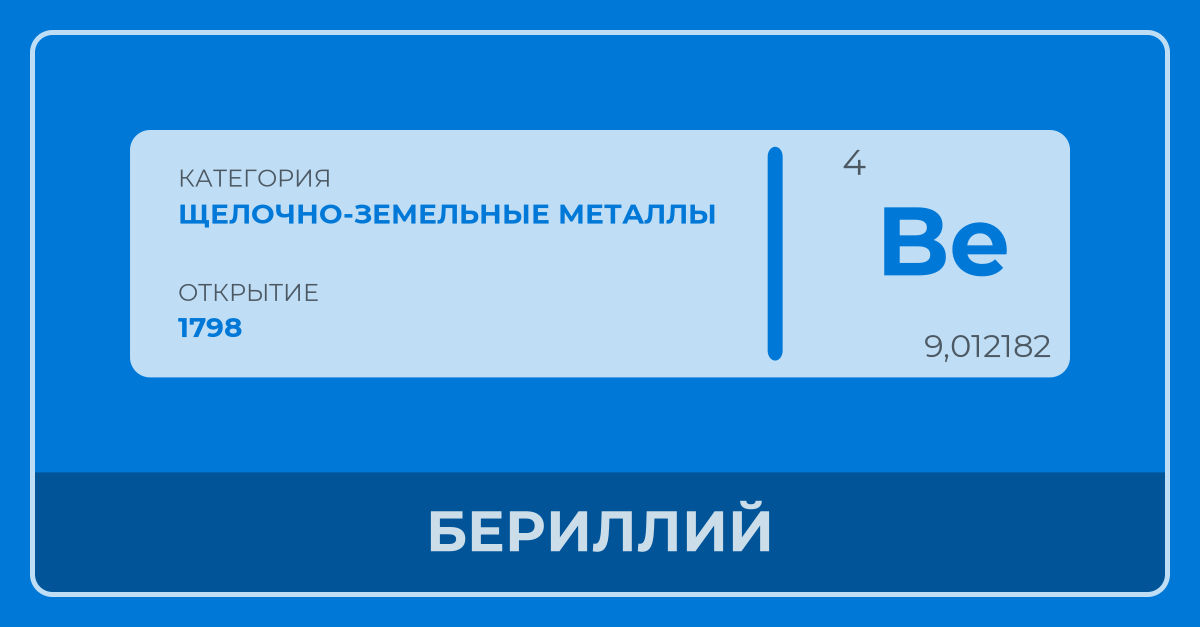 КАТЕГОРИЯ
ЩЕЛОЧНО-ЗЕМЕЛЬНЫЕ МЕТАЛЛЫ
ОТКРЫТИЕ
1798
4
Be
9,012182
БЕРИЛЛИЙ